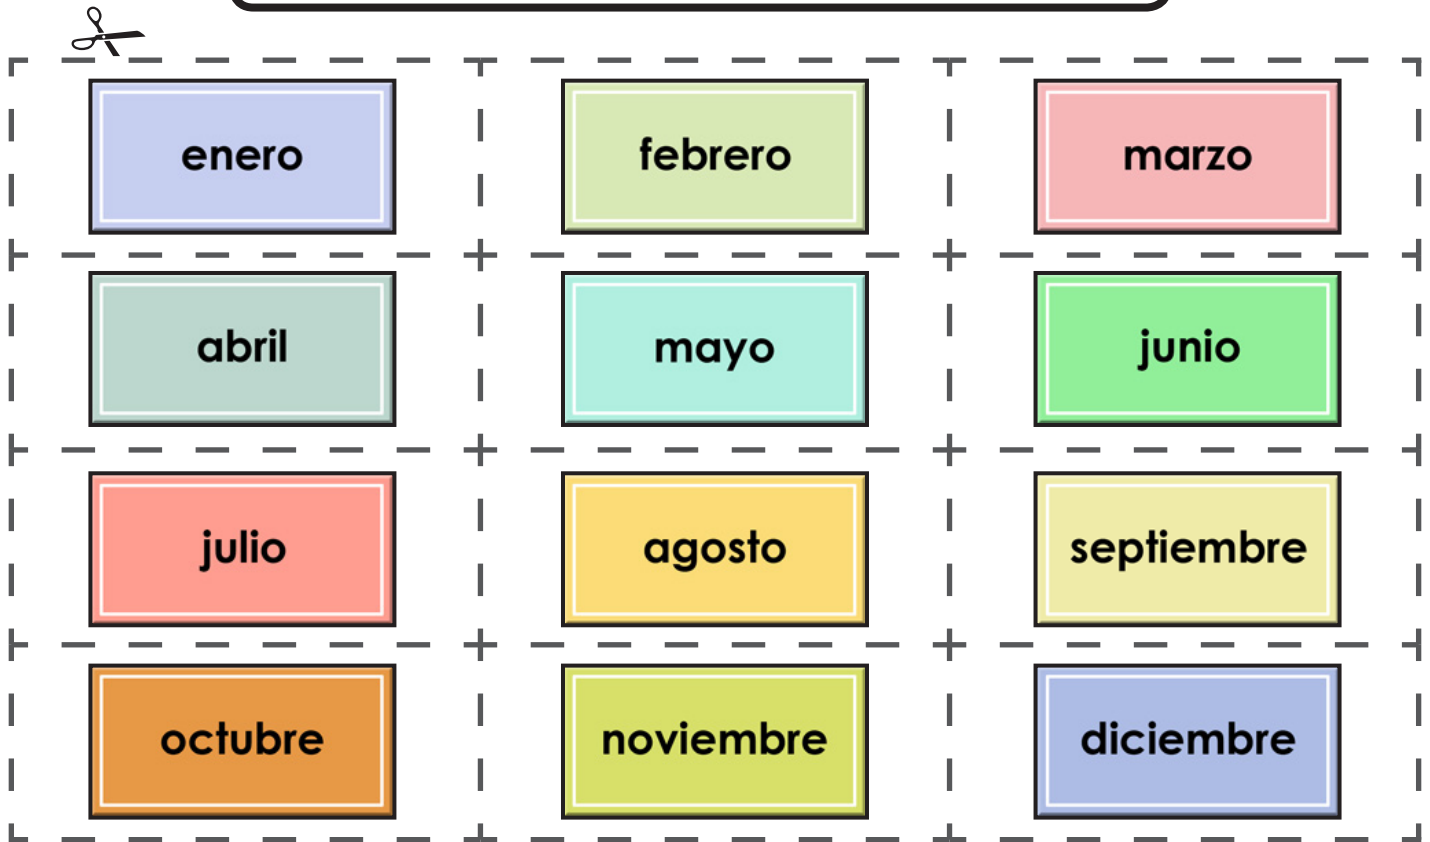 enero
febrero
marzo
abril
mayo
junio
julio
agosto
septiembre
octubre
noviembre
diciembre